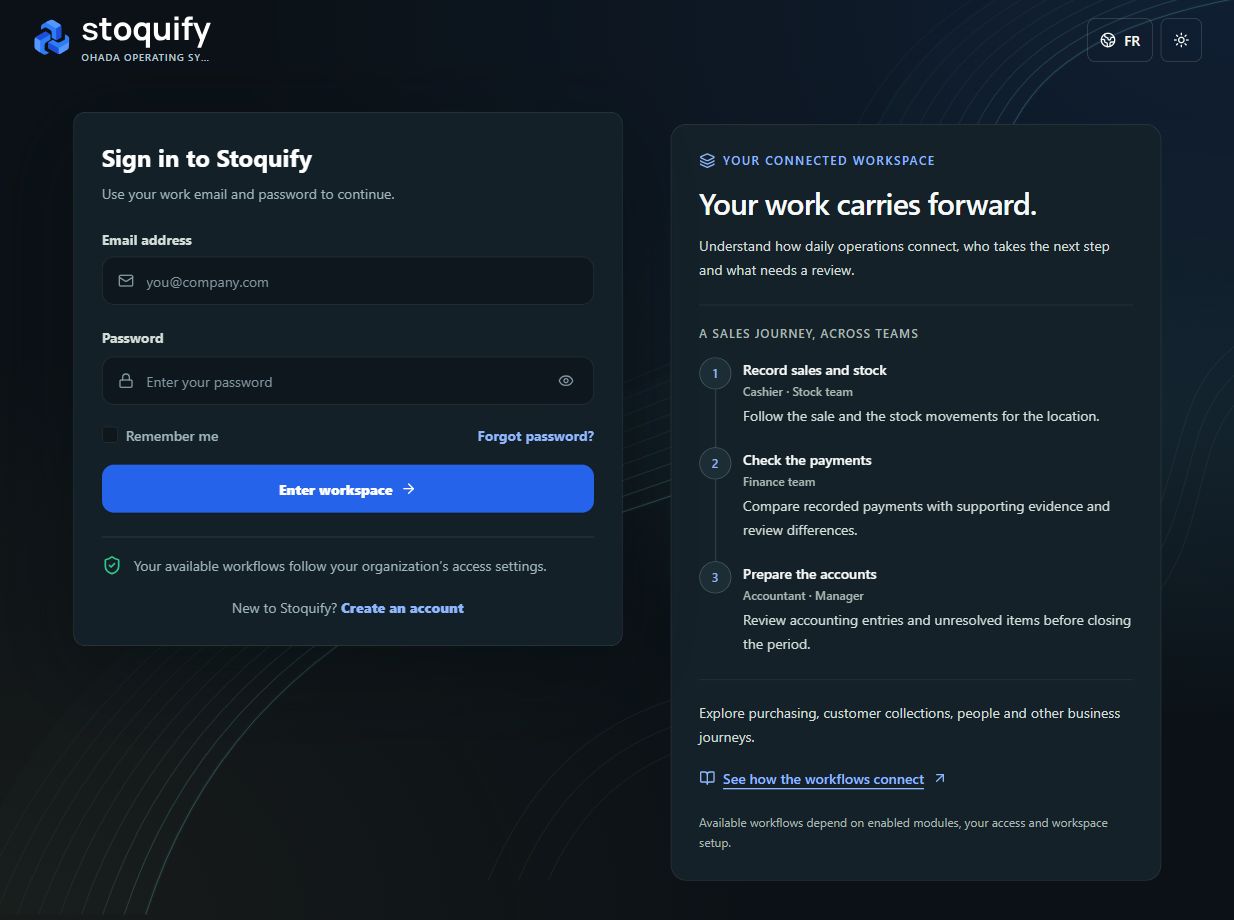 stoquify
OHADA OPERATING SY...
FR
Sign in to Stoquify
Use your work email and password to continue.
Email address
you@company.com
Password
Enter your password
Remember me
Forgot password?
Enter workspace →
Your available workflows follow your organization's access settings.
New to Stoquify? Create an account
YOUR CONNECTED WORKSPACE
Your work carries forward.
Understand how daily operations connect, who takes the next step
and what needs a review.
A SALES JOURNEY, ACROSS TEAMS
1
Record sales and stock
Cashier · Stock team
Follow the sale and the stock movements for the location.
2
Check the payments
Finance team
Compare recorded payments with supporting evidence and
review differences.
3
Prepare the accounts
Accountant · Manager
Review accounting entries and unresolved items before closing
the period.
Explore purchasing, customer collections, people and other business
journeys.
See how the workflows connect ↗
Available workflows depend on enabled modules, your access and workspace
setup.